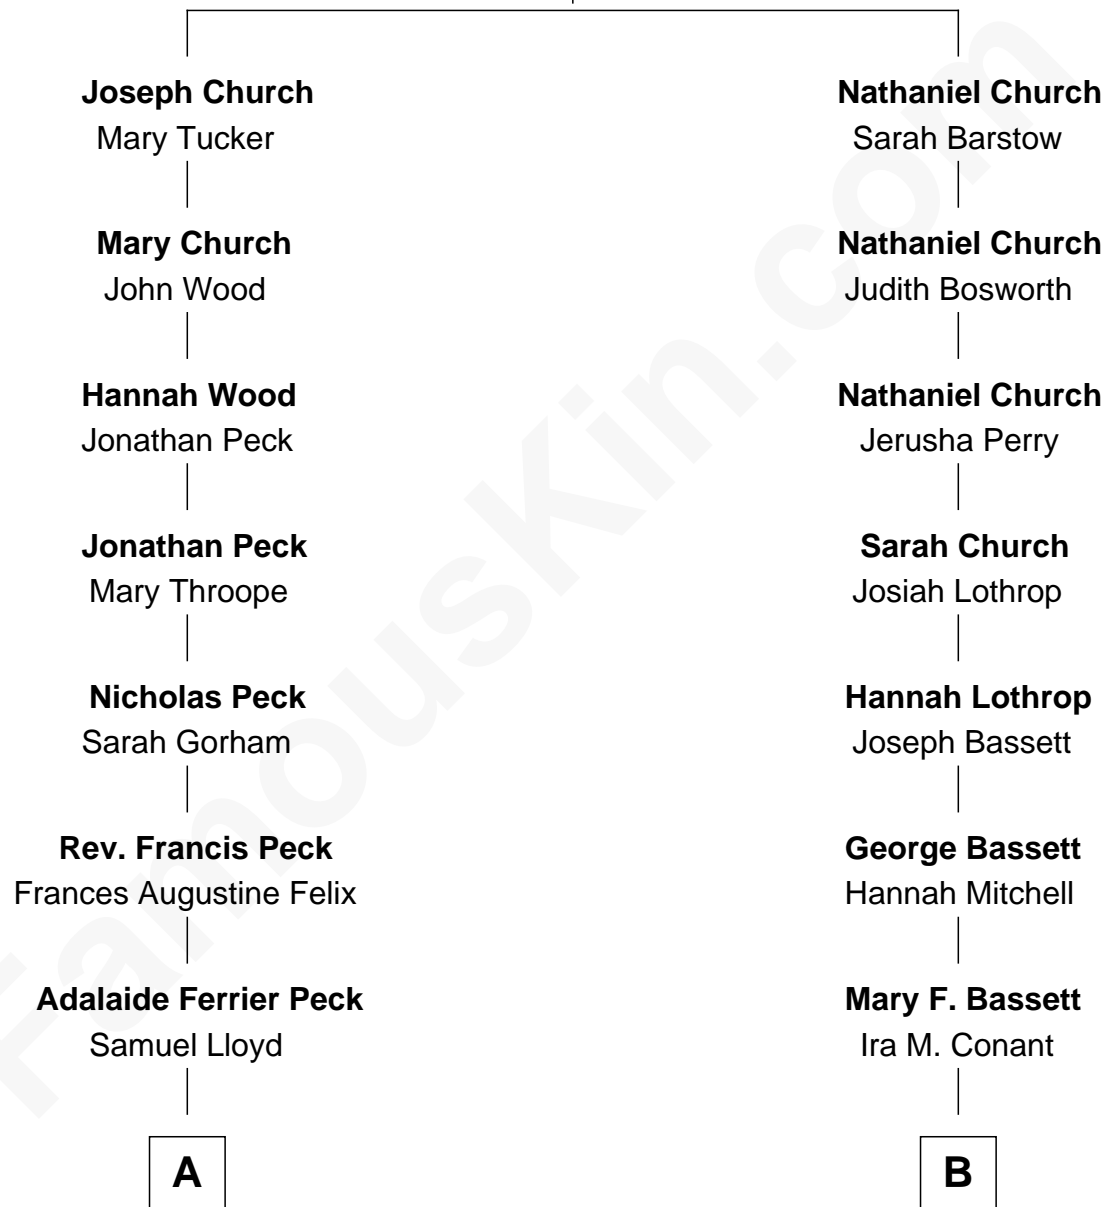 Joseph Church
Mary Tucker
Mary Church
John Wood
Hannah Wood
Jonathan Peck
Jonathan Peck
Mary Throope
Nicholas Peck
Sarah Gorham
Rev. Francis Peck
Frances Augustine Felix
Adalaide Ferrier Peck
Samuel Lloyd
A
Nathaniel Church
Sarah Barstow
Nathaniel Church
Judith Bosworth
Nathaniel Church
Jerusha Perry
Sarah Church
Josiah Lothrop
Hannah Lothrop
Joseph Bassett
George Bassett
Hannah Mitchell
Mary F. Bassett
Ira M. Conant
B
FamousKin.com